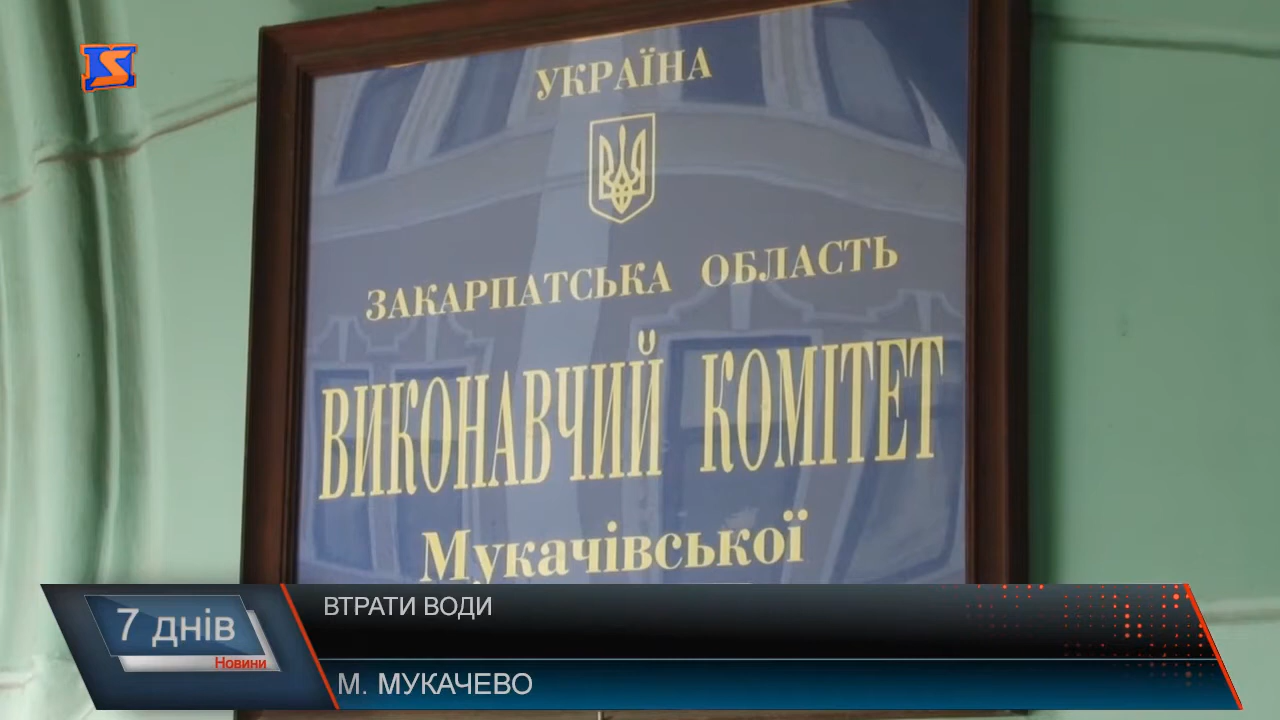 УКРАЇНА
ЗАКАРПАТСЬКА ОБЛАСТЬ
ВИКОНАВЧИЙ КОМІТЕТ
Мукачівської
7 днів
Новини
ВТРАТИ ВОДИ
М. МУКАЧЕВО